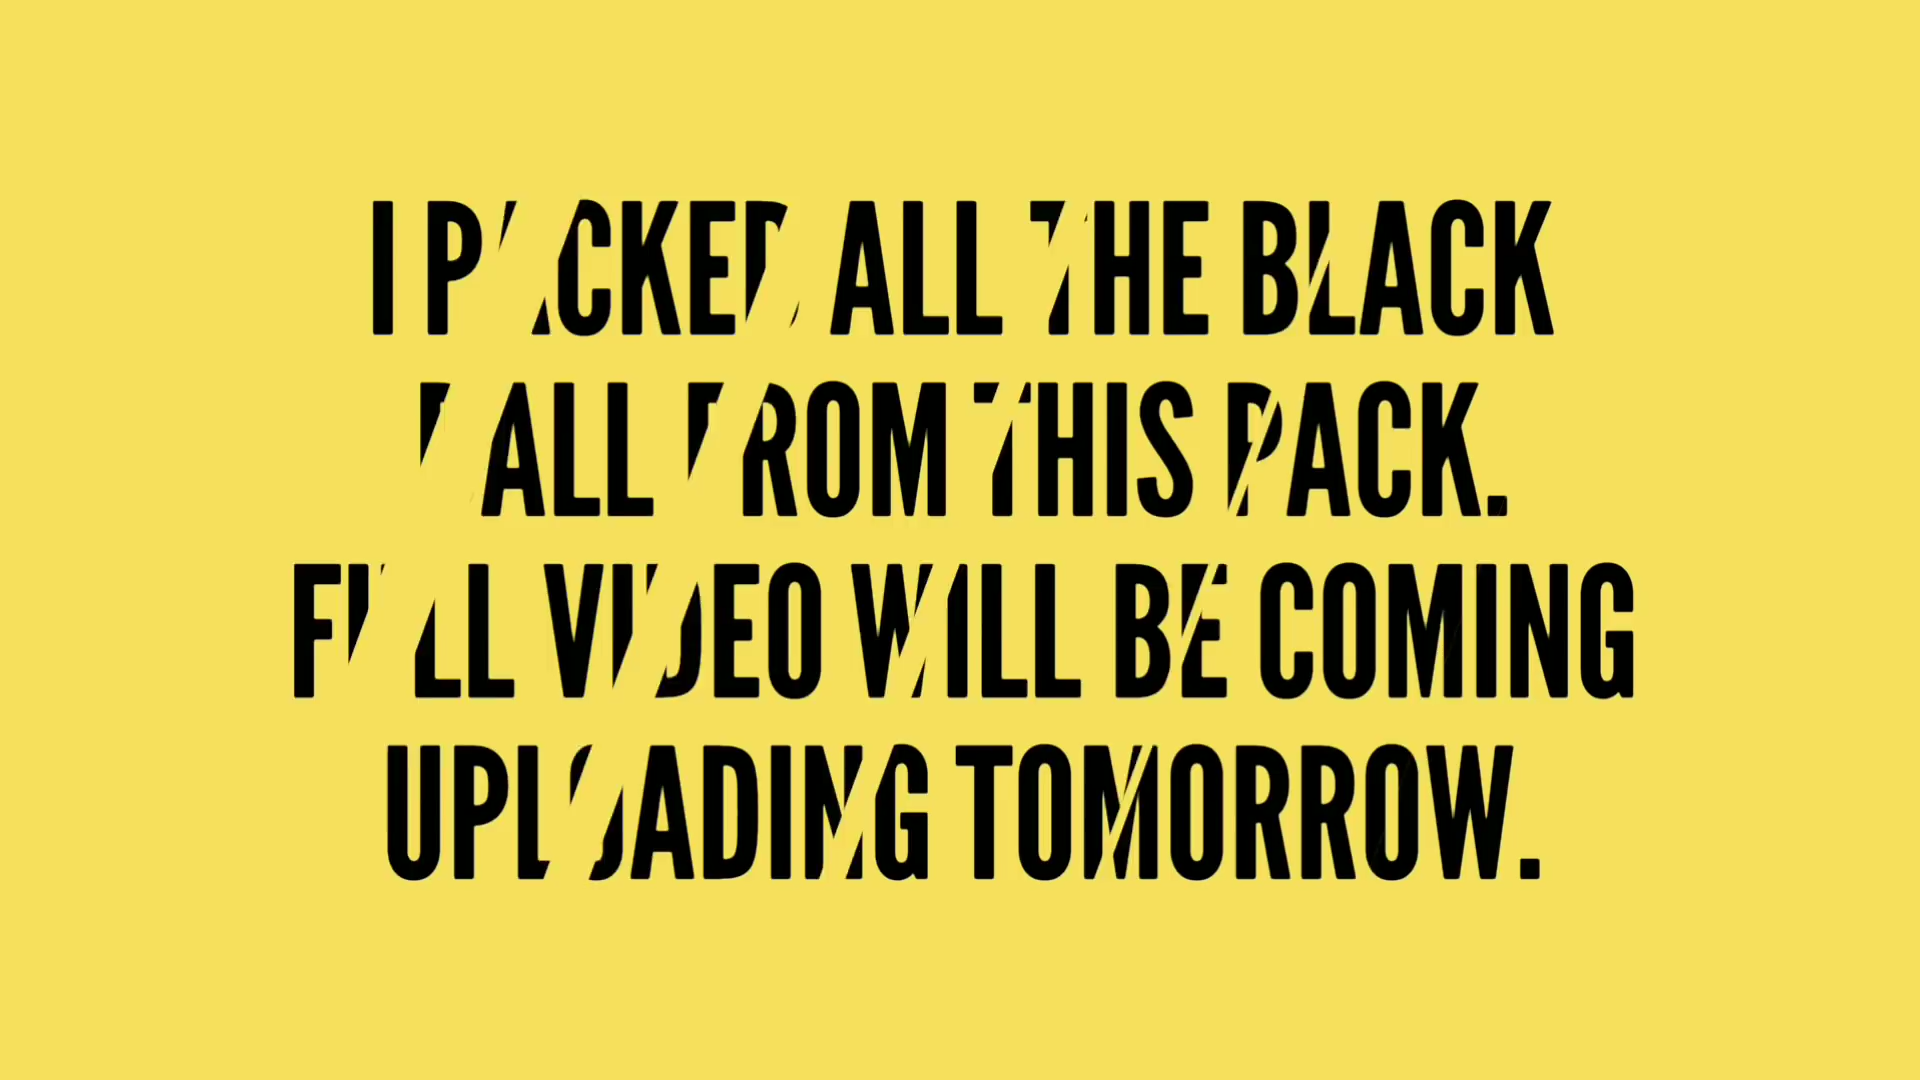 I PACKED ALL THE BLACK
BALL FROM THIS PACK.
FULL VIDEO WILL BE COMING
UPLOADING TOMORROW.